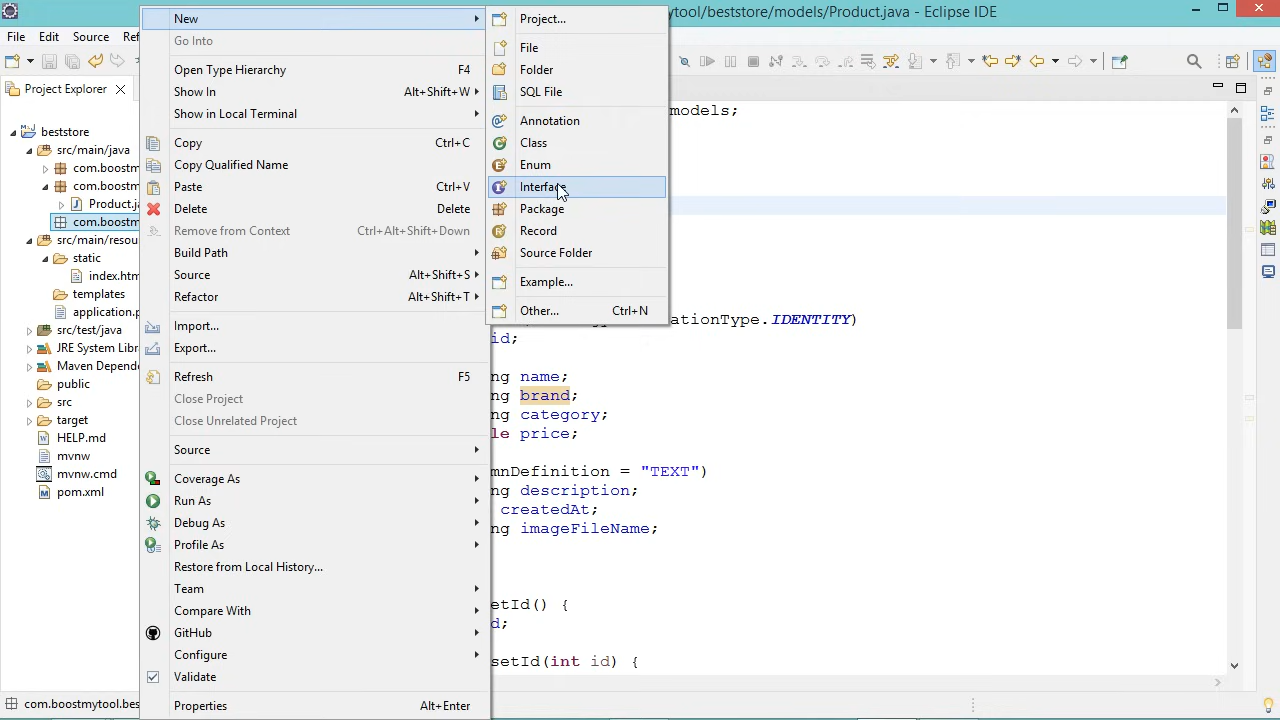 mytool/beststore/models/Product.java - Eclipse IDE
File Edit Source Ref
Project Explorer
beststore
src/main/java
com.boostmy
com.boostmy
Product.ja
com.boostmy
src/main/resou
static
index.htm
templates
application.p
src/test/java
JRE System Libr
Maven Depend
public
src
target
HELP.md
mvnw
mvnw.cmd
pom.xml
New
Go Into
Open Type Hierarchy F4
Show In Alt+Shift+W
Show in Local Terminal
Copy Ctrl+C
Copy Qualified Name
Paste Ctrl+V
Delete Delete
Remove from Context Ctrl+Alt+Shift+Down
Build Path
Source Alt+Shift+S
Refactor Alt+Shift+T
Import...
Export...
Refresh F5
Close Project
Close Unrelated Project
Source
Coverage As
Run As
Debug As
Profile As
Restore from Local History...
Team
Compare With
GitHub
Configure
Validate
Properties Alt+Enter
Project...
File
Folder
SQL File
Annotation
Class
Enum
Interface
Package
Record
Source Folder
Example...
Other... Ctrl+N
models;
ationType.IDENTITY)
id;
ng name;
ng brand;
ng category;
le price;
mnDefinition = "TEXT")
ng description;
createdAt;
ng imageFileName;
etId() {
d;
setId(int id) {
com.boostmytool.bes